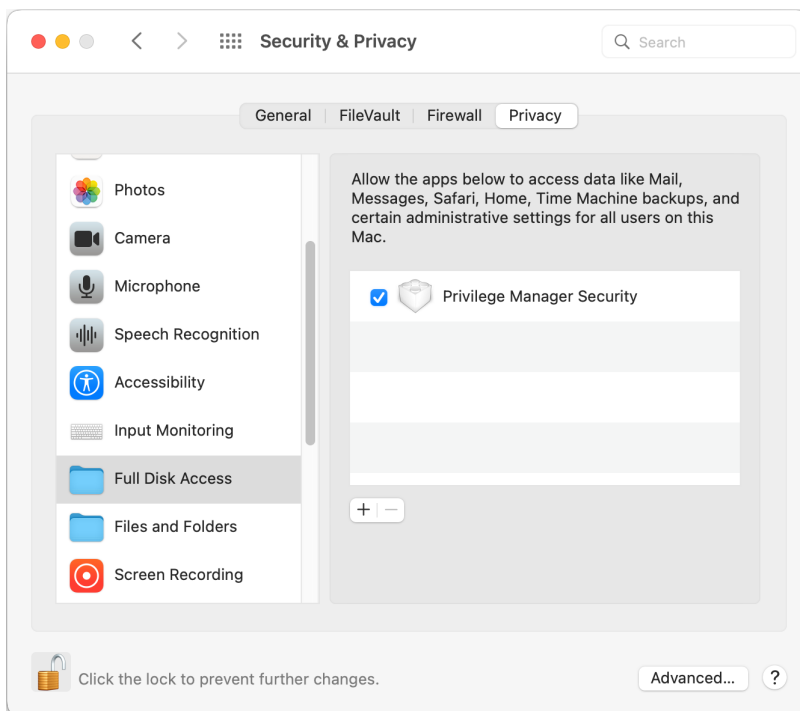 Security & Privacy
Search
General
FileVault
Firewall
Privacy
Photos
Camera
Microphone
Speech Recognition
Accessibility
Input Monitoring
Full Disk Access
Files and Folders
Screen Recording
Allow the apps below to access data like Mail,
Messages, Safari, Home, Time Machine backups, and
certain administrative settings for all users on this
Mac.
Privilege Manager Security
Click the lock to prevent further changes.
Advanced...
?